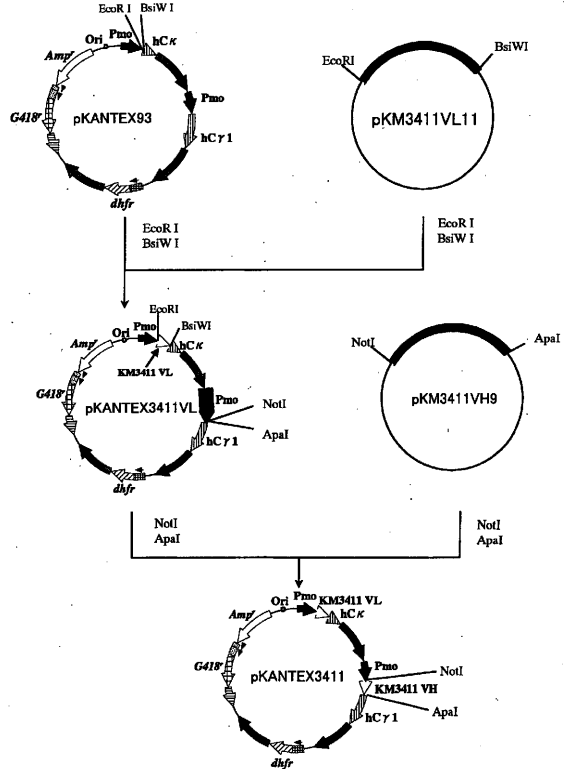 EcoR I BsiW I
Pmo hCκ
Ori
Ampʳ
G418ʳ
Pmo
pKANTEX93
hCγ1
dhfr
EcoRI
BsiWI
pKM3411VL11
EcoR I
BsiW I
EcoR I
BsiW I
EcoRI
Pmo
BsiWI
Ori
hCκ
Ampʳ
KM3411 VL
G418ʳ
Pmo
pKANTEX3411VL
NotI
ApaI
hCγ1
dhfr
NotI
ApaI
pKM3411VH9
NotI
ApaI
NotI
ApaI
Pmo KM3411 VL
Ori
hCκ
Ampʳ
G418ʳ
Pmo
NotI
pKANTEX3411
KM3411 VH
ApaI
hCγ1
dhfr